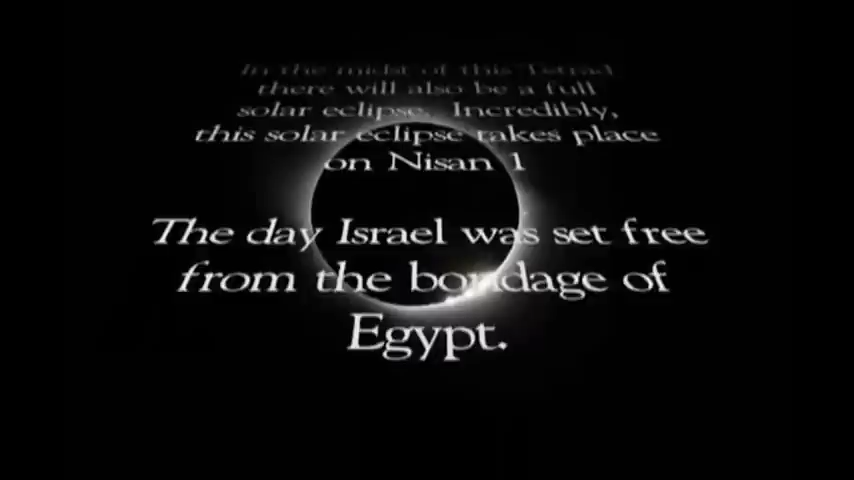 In the midst of this Tetrad
there will also be a full
solar eclipse. Incredibly,
this solar eclipse takes place
on Nisan 1
The day Israel was set free
from the bondage of
Egypt.